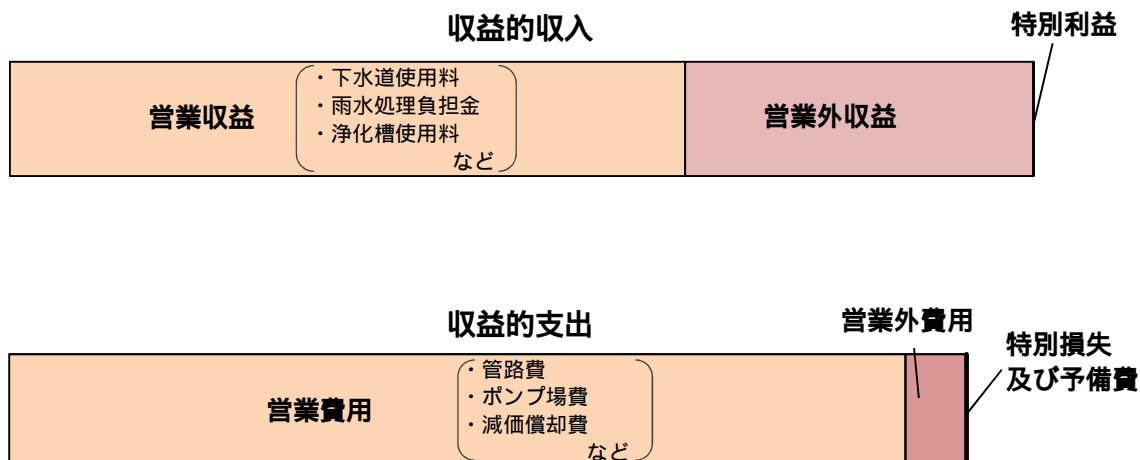 収益的収入
特別利益
営業収益
・下水道使用料
・雨水処理負担金
・浄化槽使用料
など
営業外収益
収益的支出
営業外費用
特別損失
及び予備費
営業費用
・管路費
・ポンプ場費
・減価償却費
など